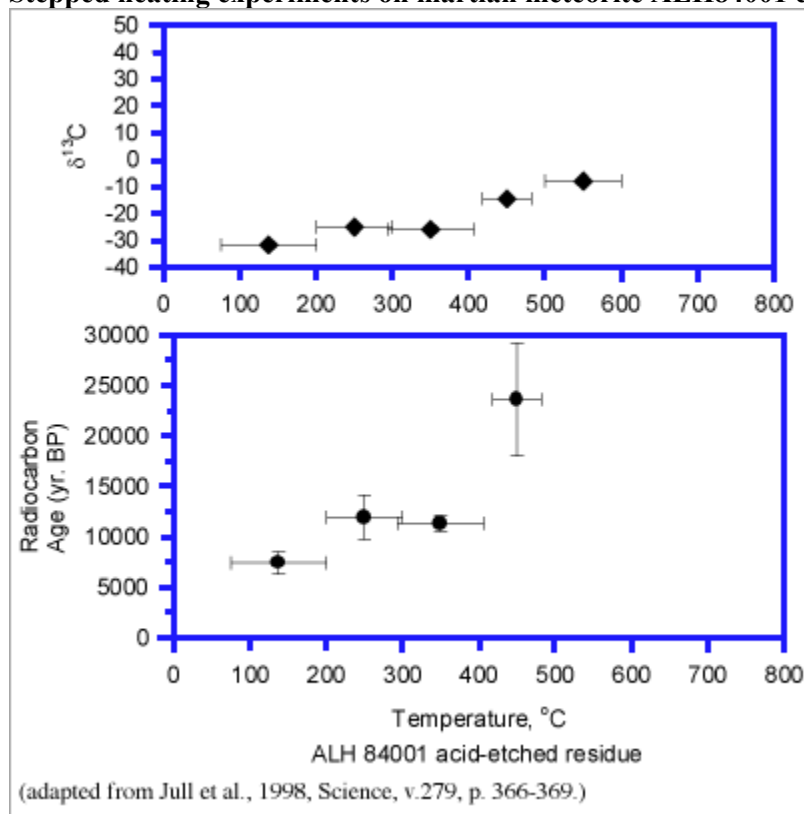 Stepped heating experiments on martian meteorite ALH84001
50
40
30
20
10
0
-10
-20
-30
-40
δ13C
0 100 200 300 400 500 600 700 800
30000
25000
20000
15000
10000
5000
0
Radiocarbon
Age (yr. BP)
0 100 200 300 400 500 600 700 800
Temperature, oC
ALH 84001 acid-etched residue
(adapted from Jull et al., 1998, Science, v.279, p. 366-369.)